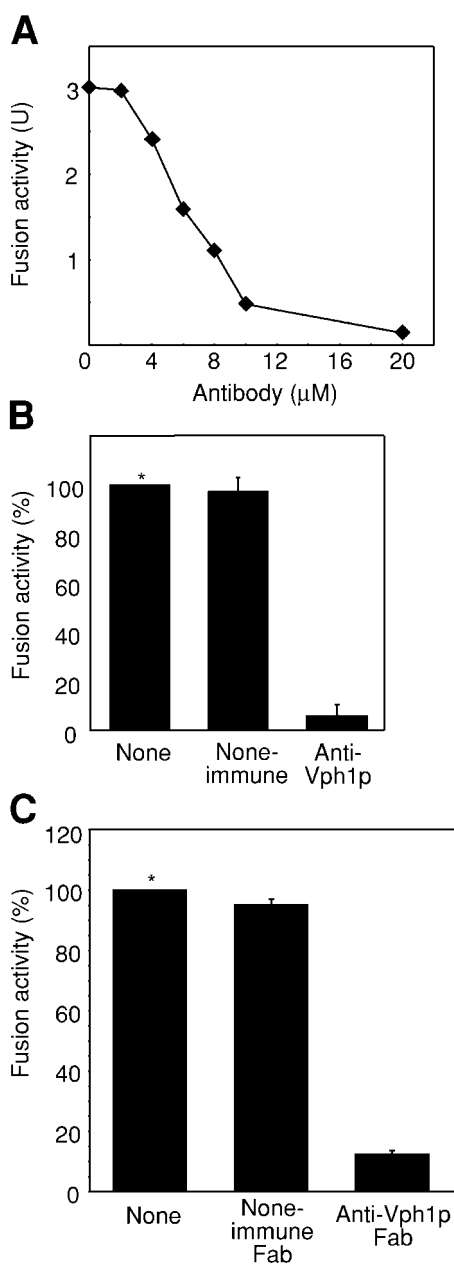 A
Fusion activity (U)
3
2
1
0 4 8 12 16 20
Antibody (μM)
B
Fusion activity (%)
100
80
60
40
20
0
*
None
None-
immune
Anti-
Vph1p
C
Fusion activity (%)
120
100
80
60
40
20
0
*
None
None-
immune
Fab
Anti-Vph1p
Fab